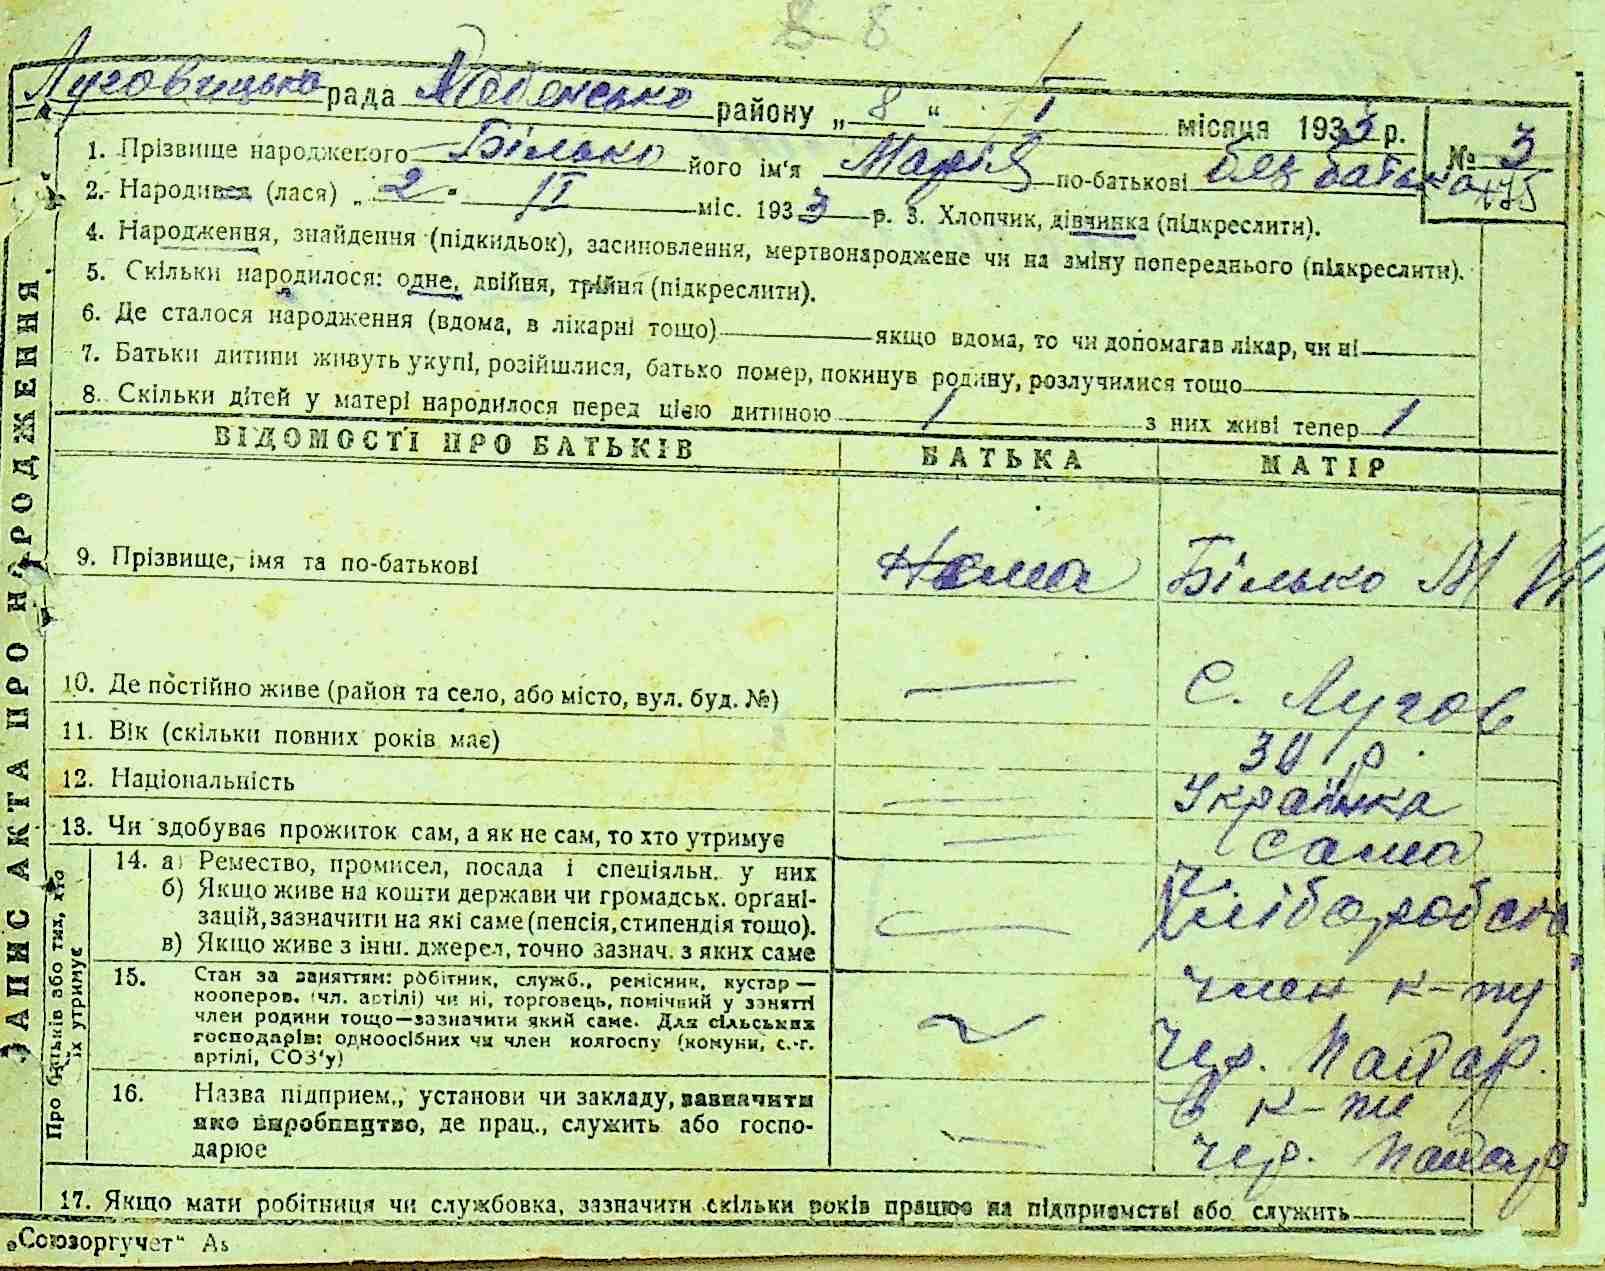 8 8
Луговицька рада району „ 8 “ I місяця 1933 р.
№ 3
1. Прізвище народженого Білько його ім'я Марія по-батькові без батька
2. Народився (лася) „ 2 . II міс. 1933 р. 3. Хлопчик, дівчинка (підкреслити).
4. Народження, знайдення (підкидьок), засиновлення, мертвонароджене чи на зміну попереднього (підкреслити).
5. Скільки народилося: одне, двійня, трійня (підкреслити).
6. Де сталося народження (вдома, в лікарні тощо) якщо вдома, то чи допомагав лікар, чи ні
7. Батьки дитини живуть укупі, розійшлися, батько помер, покинув родину, розлучилися тощо
8. Скільки дітей у матері народилося перед цією дитиною 1 з них живі тепер 1
ВІДОМОСТІ ПРО БАТЬКІВ БАТЬКА МАТІР
9. Прізвище, імя та по-батькові Нема Білько М
10. Де постійно живе (район та село, або місто, вул. буд. №) — с. Лугов
11. Вік (скільки повних років має) 30 р.
12. Національність — Українка
13. Чи здобуває прожиток сам, а як не сам, то хто утримує — Сама
14. а) Ремество, промисел, посада і спеціяльн. у них
б) Якщо живе на кошти держави чи громадськ. орґані-
зацій, зазначити на які саме (пенсія, стипендія тощо). —
в) Якщо живе з інш. джерел, точно зазнач. з яких саме
15. Стан за заняттям: робітник, служб., ремісник, кустар —
кооперов. (чл. артілі) чи ні, торговець, помічний у занятті
член родини тощо—зазначити який саме. Для сільських
господарів: одноосібних чи член колгоспу (комуни, с.-г.
артілі, СОЗ'у)
член к-пу
Чер. Пахар.
16. Назва підприєм., установи чи закладу, зазначити
яке виробництво, де прац., служить або госпо-
дарює
—
В к-пі
Чер. Пахар
17. Якщо мати робітниця чи службовка, зазначити скільки років працює на підприємстві або служить
ЗАПИС АКТА ПРО НАРОДЖЕННЯ
Про батьків або тих, хто
їх утримує
„Союзоргучет“